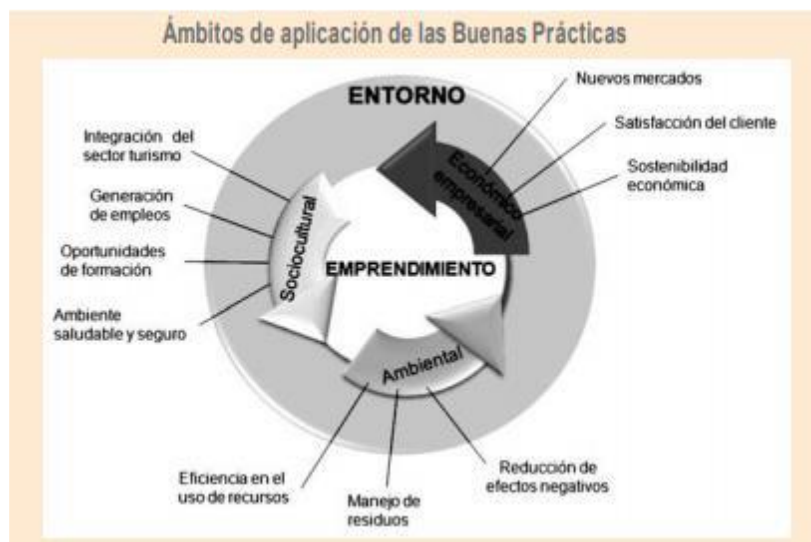 Ámbitos de aplicación de las Buenas Prácticas
ENTORNO
Nuevos mercados
Satisfacción del cliente
Sostenibilidad
económica
Económico
empresarial
Integración del
sector turismo
Generación
de empleos
Oportunidades
de formación
Ambiente
saludable y seguro
Sociocultural
EMPRENDIMIENTO
Ambiental
Eficiencia en el
uso de recursos
Manejo de
residuos
Reducción de
efectos negativos